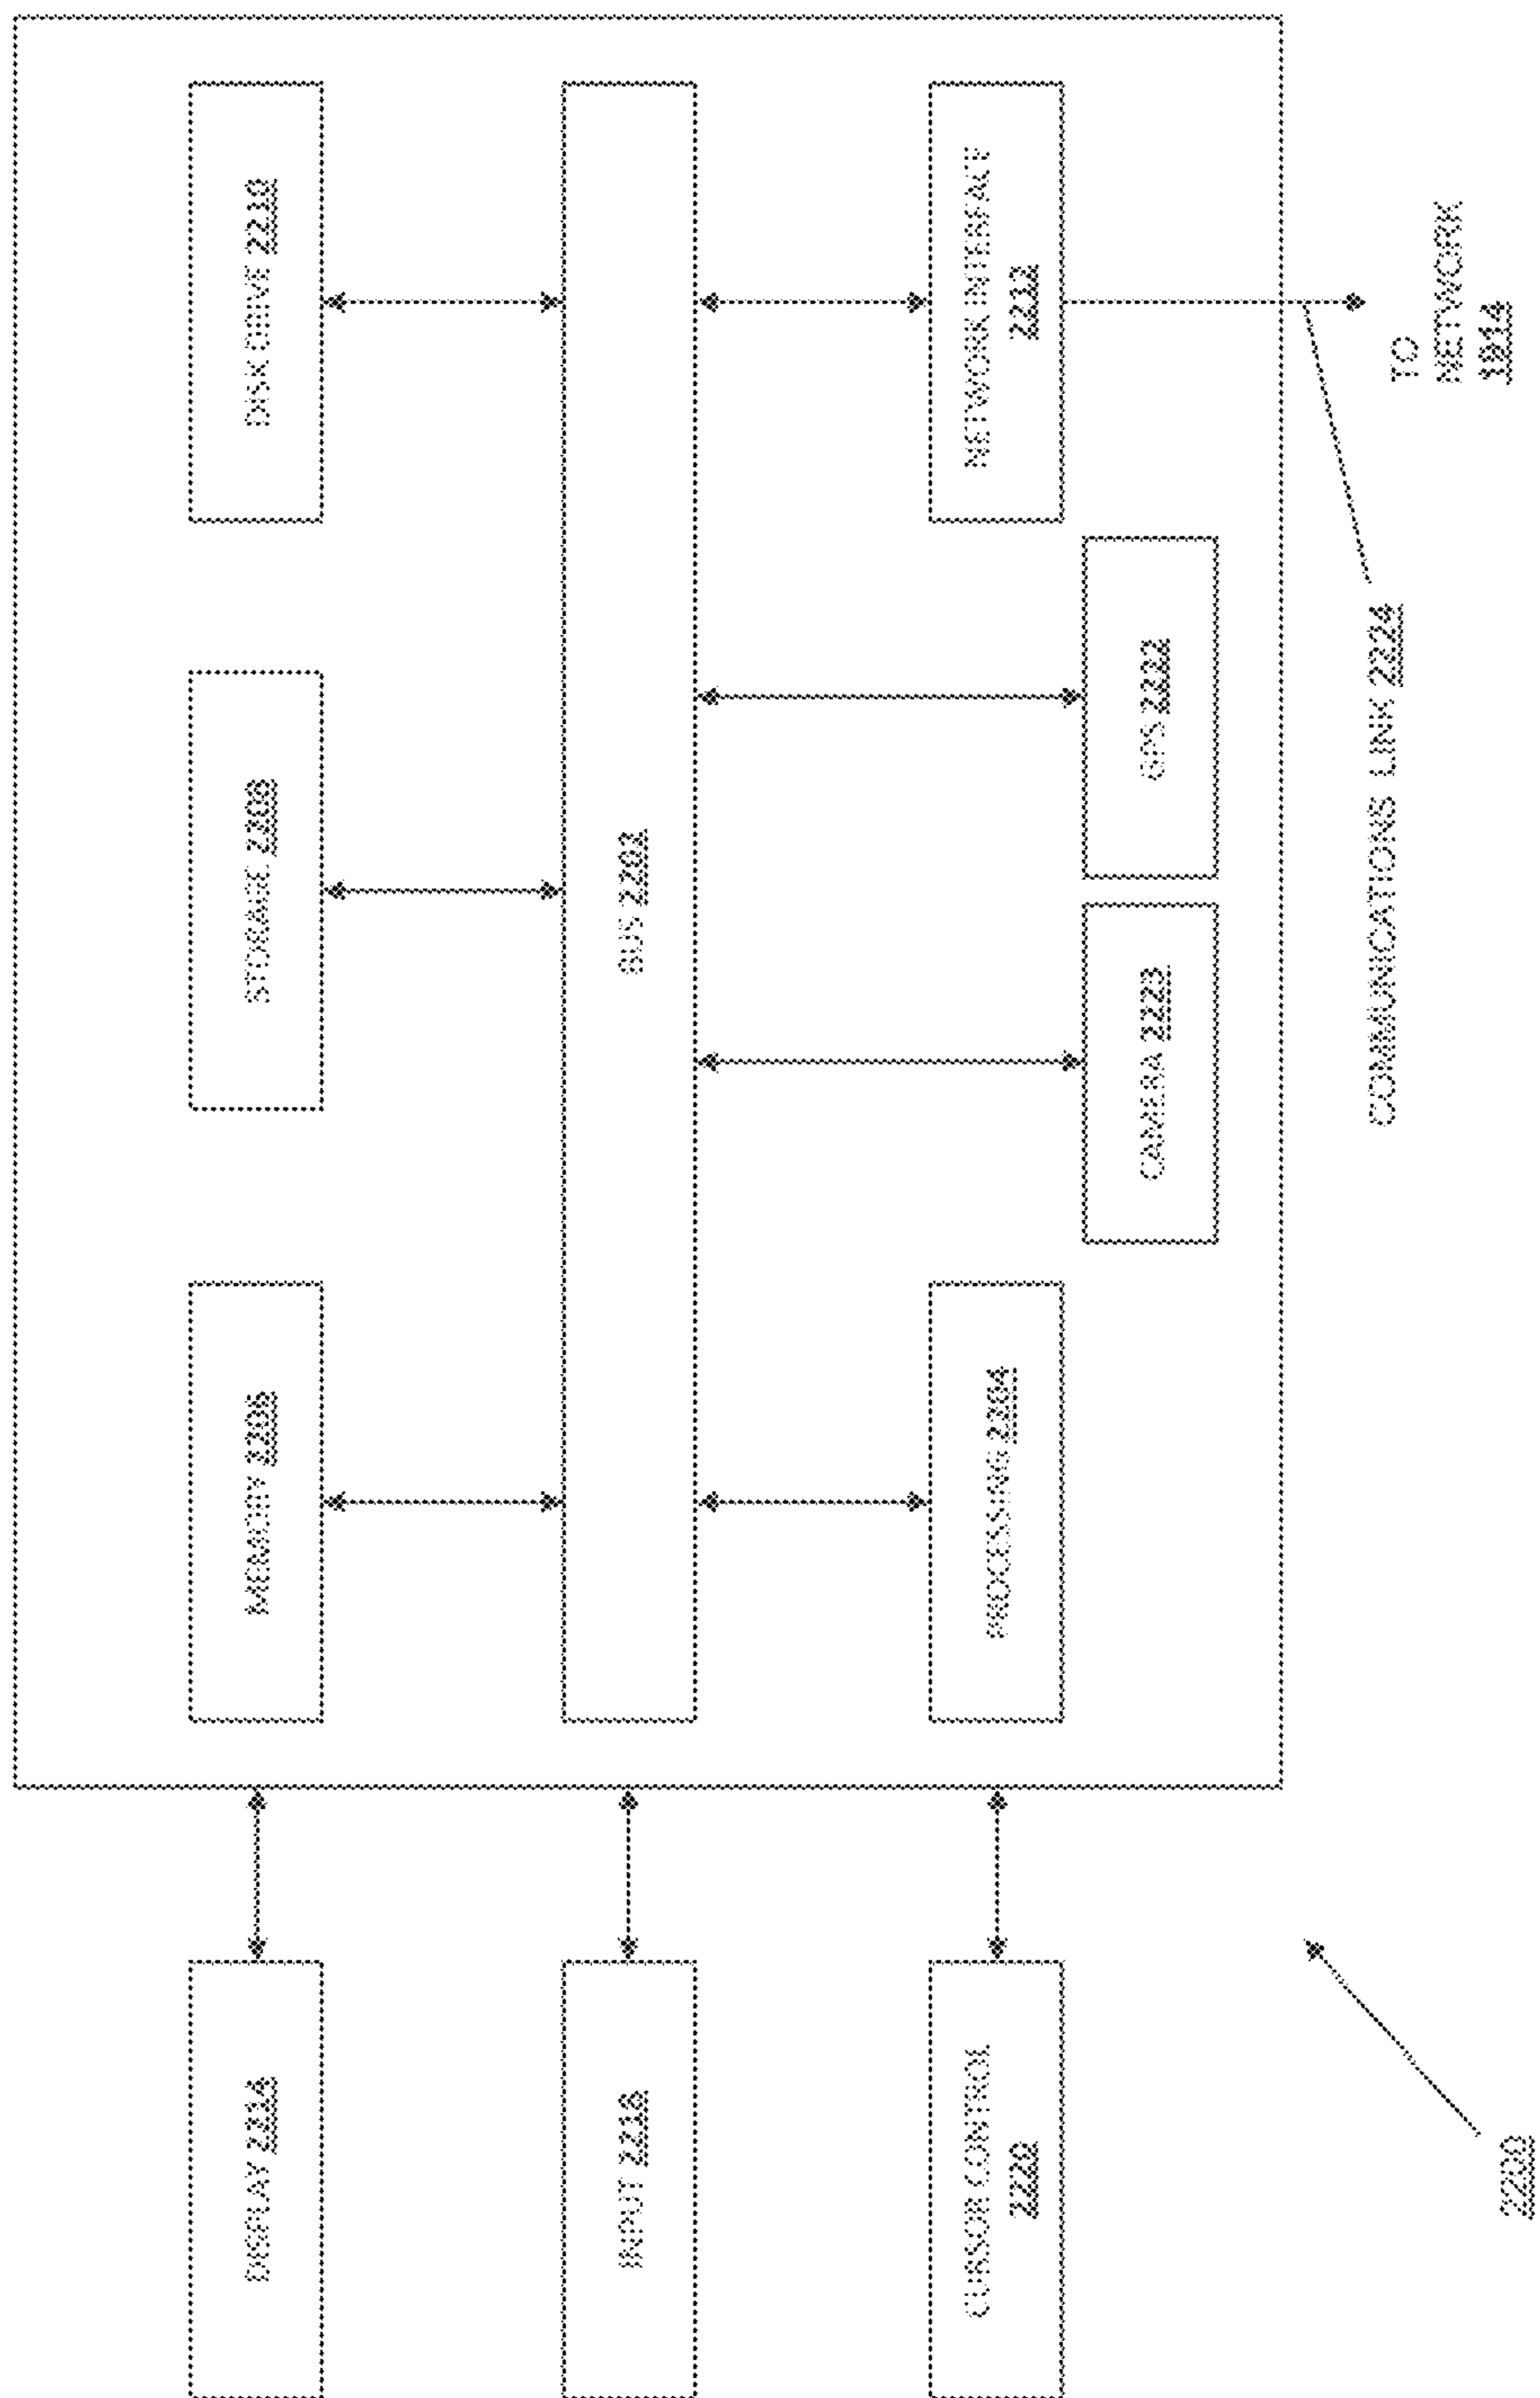 DISPLAY 2214
INPUT 2218
CURSOR CONTROL
2220
MEMORY 2206
STORAGE 2208
DISK DRIVE 2210
BUS 2202
PROCESSING 2204
CAMERA 2223
GPS 2222
NETWORK INTERFACE
2212
COMMUNICATIONS LINK 2224
TO
NETWORK
2200